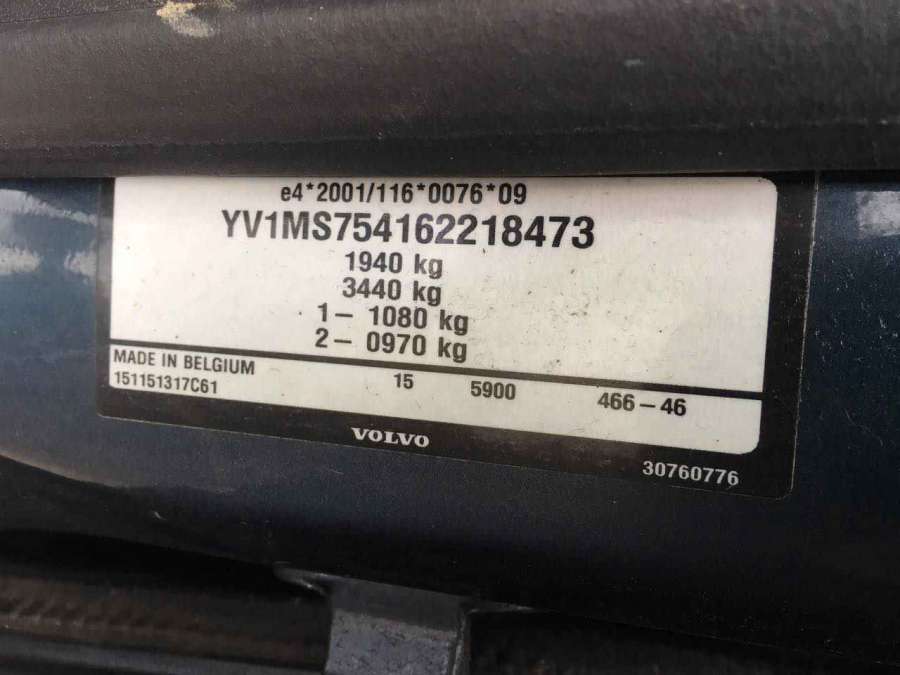 e4*2001/116*0076*09
YV1MS754162218473
1940 kg
3440 kg
1– 1080 kg
2– 0970 kg
MADE IN BELGIUM
151151317C61 15 5900 466–46
VOLVO
30760776